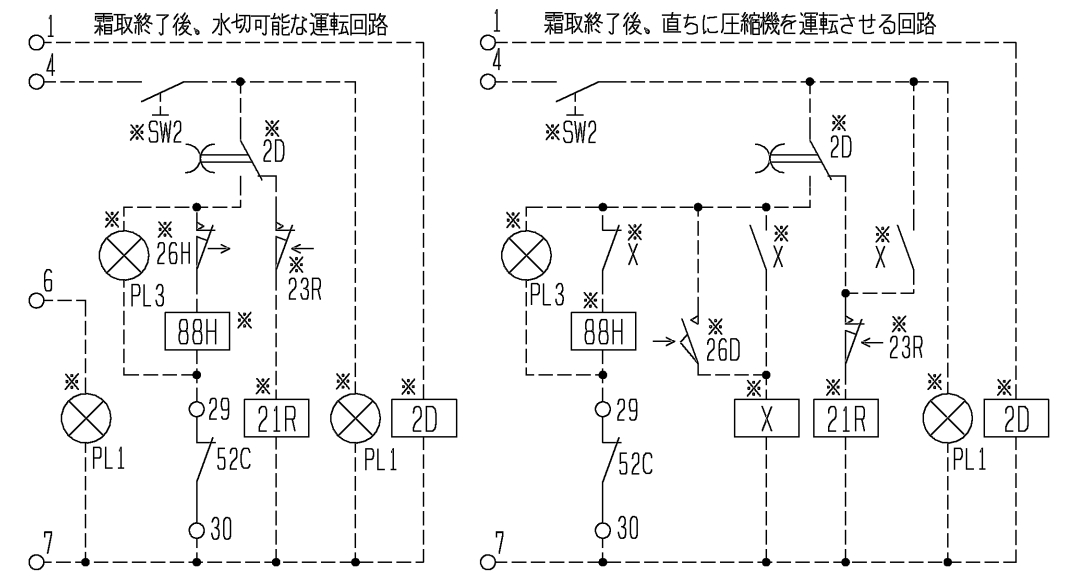 霜取終了後、水切可能な運転回路
1
4
※SW2
※
2D
※
※
26H
※
23R
PL3
6
88H ※
※
※
※
※
29
21R
2D
PL1
PL1
52C
30
7
霜取終了後、直ちに圧縮機を運転させる回路
1
4
※SW2
※
2D
※
※
X
※
X
※
X
PL3
※
88H
※
26D
※
23R
※
※
※
※
29
X
21R
2D
52C
PL1
30
7